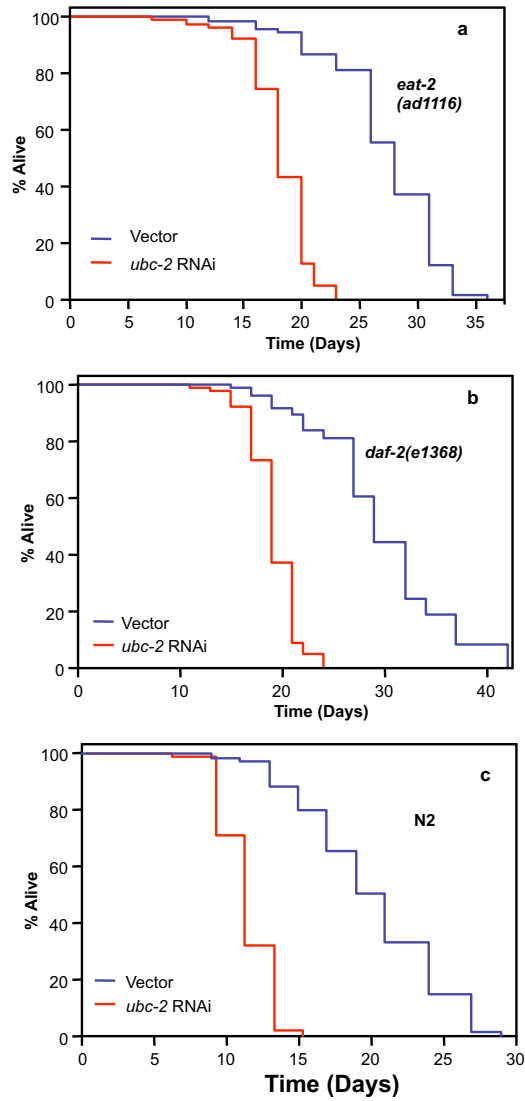 a
100
80
60
40
20
0
% Alive
eat-2
(ad1116)
Vector
ubc-2 RNAi
0 5 10 15 20 25 30 35
Time (Days)
b
100
80
60
40
20
0
% Alive
daf-2(e1368)
Vector
ubc-2 RNAi
0 10 20 30 40
Time (Days)
c
100
80
60
40
20
0
% Alive
N2
Vector
ubc-2 RNAi
0 5 10 15 20 25 30
Time (Days)